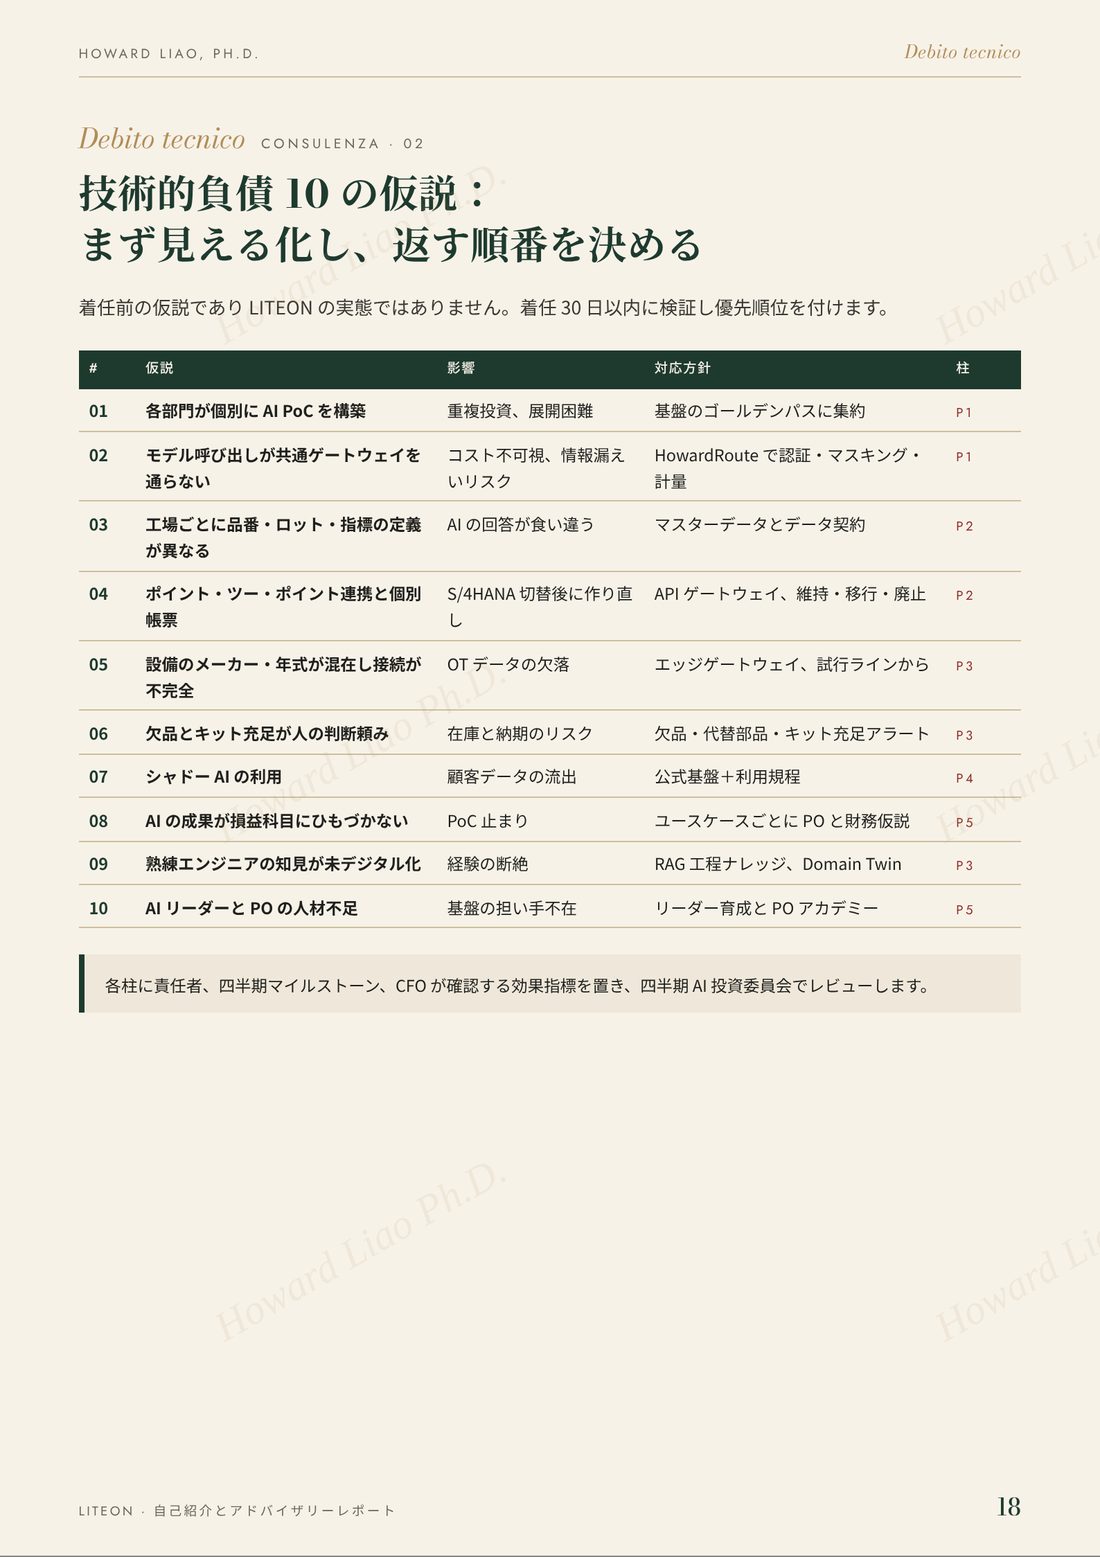 HOWARD LIAO, PH.D.
Debito tecnico
Debito tecnico CONSULENZA · 02
技術的負債 10 の仮説：
まず見える化し、返す順番を決める
着任前の仮説であり LITEON の実態ではありません。着任 30 日以内に検証し優先順位を付けます。
# 仮説 影響 対応方針 柱
01 各部門が個別に AI PoC を構築 重複投資、展開困難 基盤のゴールデンパスに集約 P1
02 モデル呼び出しが共通ゲートウェイを コスト不可視、情報漏え HowardRoute で認証・マスキング・ P1
通らない いリスク 計量
03 工場ごとに品番・ロット・指標の定義 AI の回答が食い違う マスターデータとデータ契約 P2
が異なる
04 ポイント・ツー・ポイント連携と個別 S/4HANA 切替後に作り直 API ゲートウェイ、維持・移行・廃止 P2
帳票 し
05 設備のメーカー・年式が混在し接続が OT データの欠落 エッジゲートウェイ、試行ラインから P3
不完全
06 欠品とキット充足が人の判断頼み 在庫と納期のリスク 欠品・代替部品・キット充足アラート P3
07 シャドー AI の利用 顧客データの流出 公式基盤＋利用規程 P4
08 AI の成果が損益科目にひもづかない PoC 止まり ユースケースごとに PO と財務仮説 P5
09 熟練エンジニアの知見が未デジタル化 経験の断絶 RAG 工程ナレッジ、Domain Twin P3
10 AI リーダーと PO の人材不足 基盤の担い手不在 リーダー育成と PO アカデミー P5
各柱に責任者、四半期マイルストーン、CFO が確認する効果指標を置き、四半期 AI 投資委員会でレビューします。
Howard Liao Ph.D.
Howard Lia
Howard Liao Ph.D.
Howard Lia
Howard Liao Ph.D.
Howard Lia
LITEON · 自己紹介とアドバイザリーレポート
18